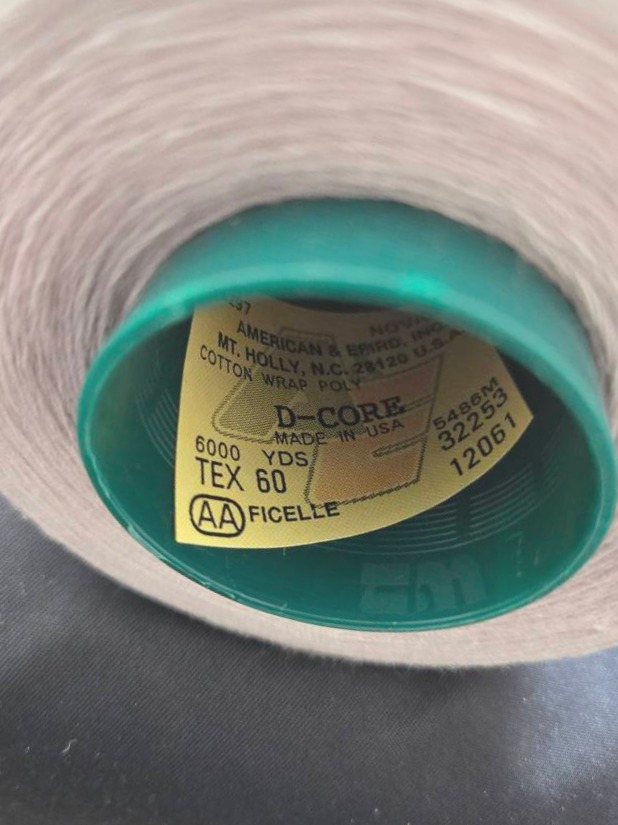 AMERICAN & EFIRD, INC.
MT. HOLLY, N.C. 28120 U.S.A.
COTTON WRAP POLY
D-CORE
MADE IN USA
6000 YDS
5486M
TEX 60
32253
12061
AA FICELLE